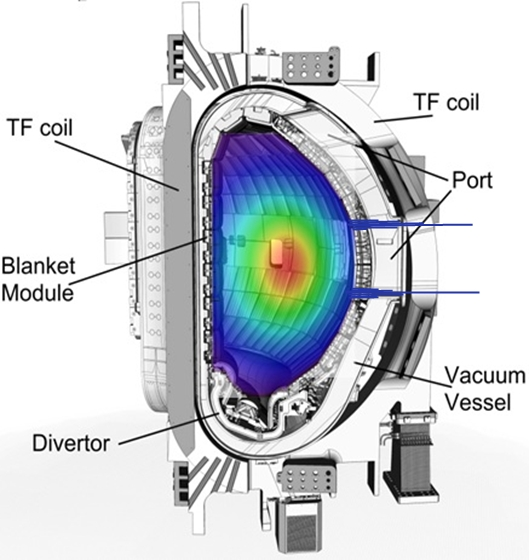 TF coil
TF coil
Port
Blanket
Module
Vacuum
Vessel
Divertor